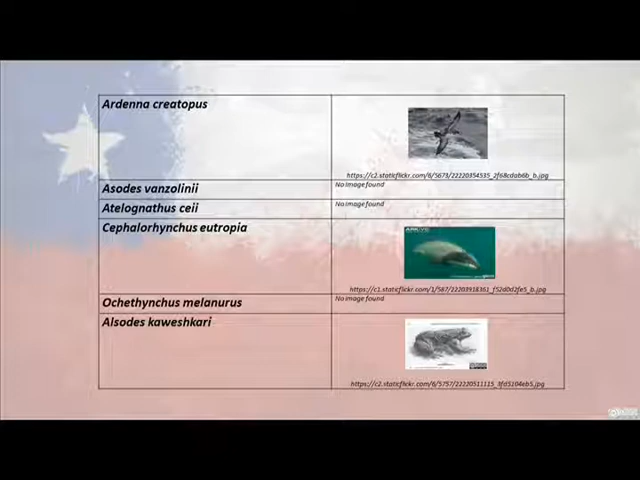 Ardenna creatopus
https://c2.staticflickr.com/6/5673/22220354535_2f68cdab6b_b.jpg
Asodes vanzolinii
No image found
Atelognathus ceii
No image found
Cephalorhynchus eutropia
ARKIVE
https://c1.staticflickr.com/1/587/22203918361_f52d0d2fe5_b.jpg
Ochethynchus melanurus
No image found
Alsodes kaweshkari
https://c2.staticflickr.com/6/5757/22220511115_3fd5104eb5.jpg